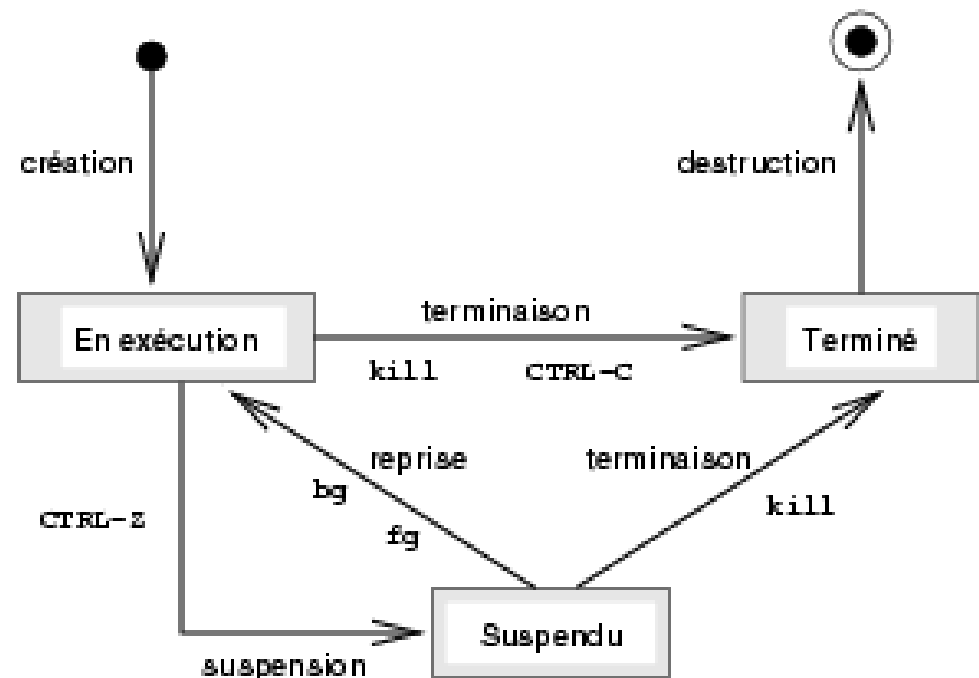 création
destruction
En exécution
terminaison
kill CTRL-C
Terminé
reprise
bg
fg
terminaison
kill
CTRL-Z
suspension
Suspendu